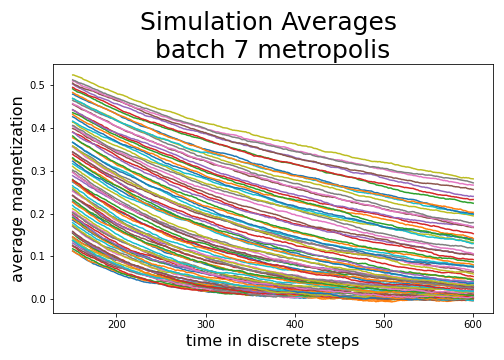 Simulation Averages
batch 7 metropolis
average magnetization
0.5
0.4
0.3
0.2
0.1
0.0
200 300 400 500 600
time in discrete steps